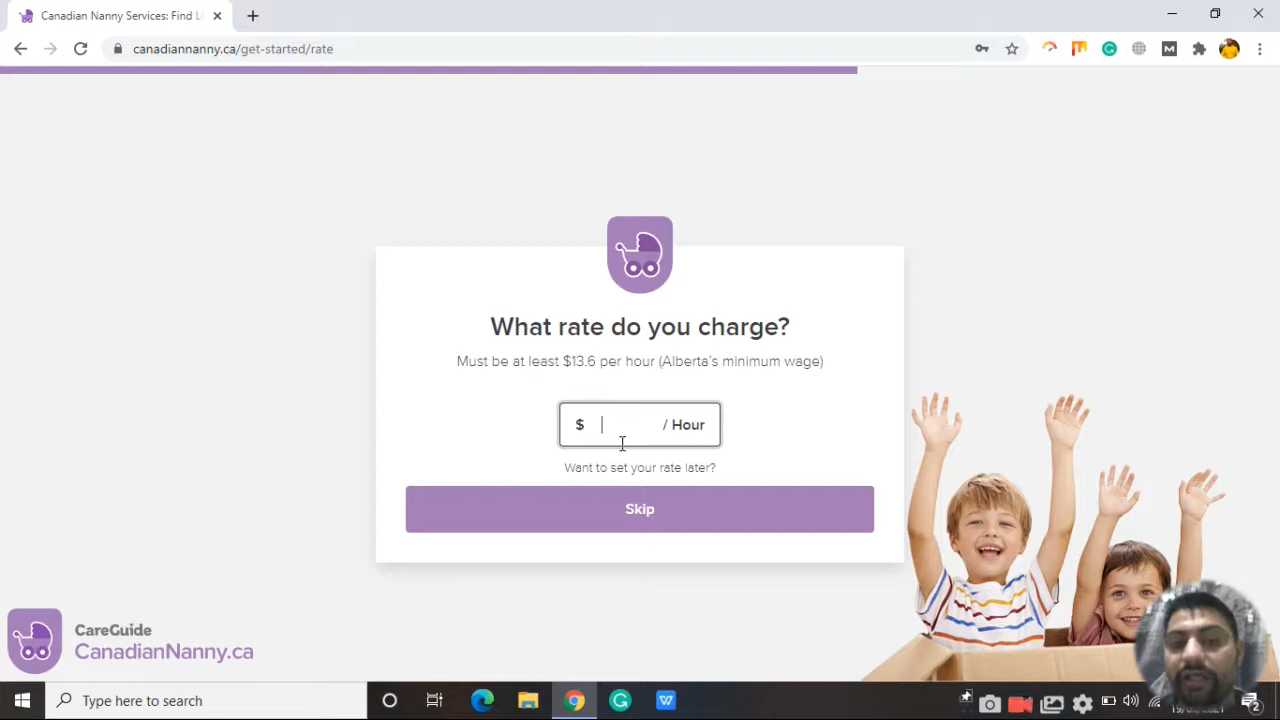 Canadian Nanny Services: Find L
canadiannanny.ca/get-started/rate
What rate do you charge?
Must be at least $13.6 per hour (Alberta's minimum wage)
$ / Hour
Want to set your rate later?
Skip
CareGuide
CanadianNanny.ca
Type here to search